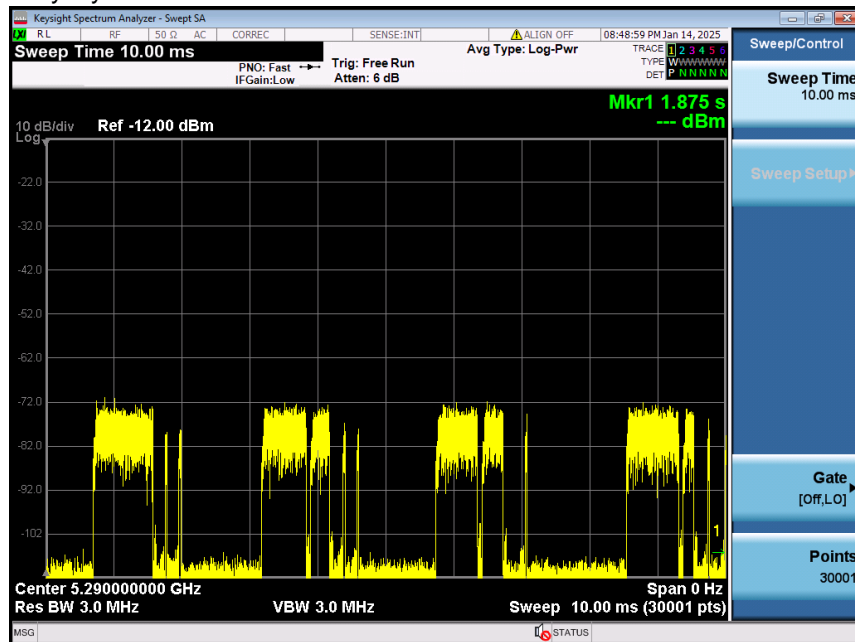 Keysight Spectrum Analyzer - Swept SA
LXI RL RF 50 Ω AC CORREC SENSE:INT ALIGN OFF 08:48:59 PM Jan 14, 2025
Sweep Time 10.00 ms
PNO: Fast
IFGain:Low
Trig: Free Run
Atten: 6 dB
Avg Type: Log-Pwr
TRACE 1 2 3 4 5 6
TYPE WWWWWW
DET P N N N N N
Mkr1 1.875 s
--- dBm
10 dB/div Ref -12.00 dBm
Log
-22.0
-32.0
-42.0
-52.0
-62.0
-72.0
-82.0
-92.0
-102
1
Center 5.290000000 GHz
Span 0 Hz
Res BW 3.0 MHz
VBW 3.0 MHz
Sweep 10.00 ms (30001 pts)
MSG
STATUS
Sweep/Control
Sweep Time
10.00 ms
Sweep Setup
Gate
[Off,LO]
Points
30001